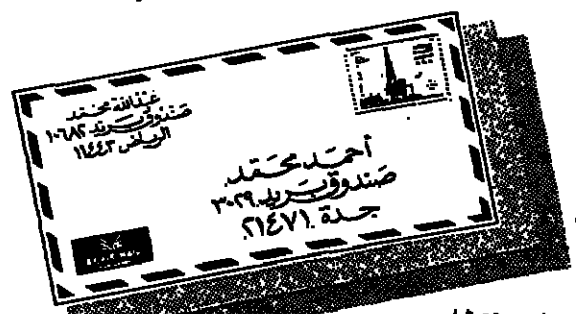 عبدالله محمد
صندوق بريد ١٠٦٨٢
الرياض ١١٤٤٣
أحمد محمد
صندوق بريد ٣٠٢٩
جدة ٢١٤٧١